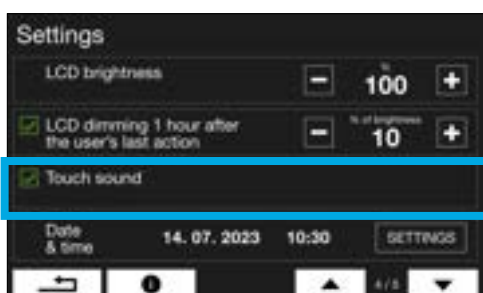 Settings
LCD brightness
%
− 100 +
LCD dimming 1 hour after
the user's last action
% of brightness
− 10 +
Touch sound
Date
& time
14. 07. 2023 10:30 SETTINGS
4/8